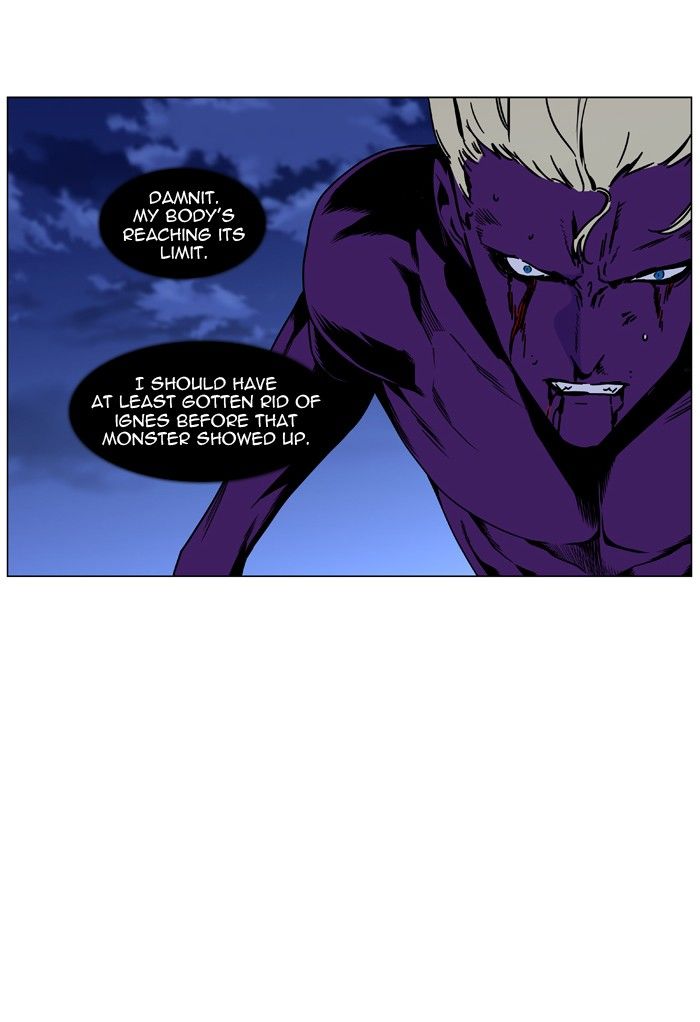 DAMNIT.
MY BODY'S
REACHING ITS
LIMIT.
I SHOULD HAVE
AT LEAST GOTTEN RID OF
IGNES BEFORE THAT
MONSTER SHOWED UP.